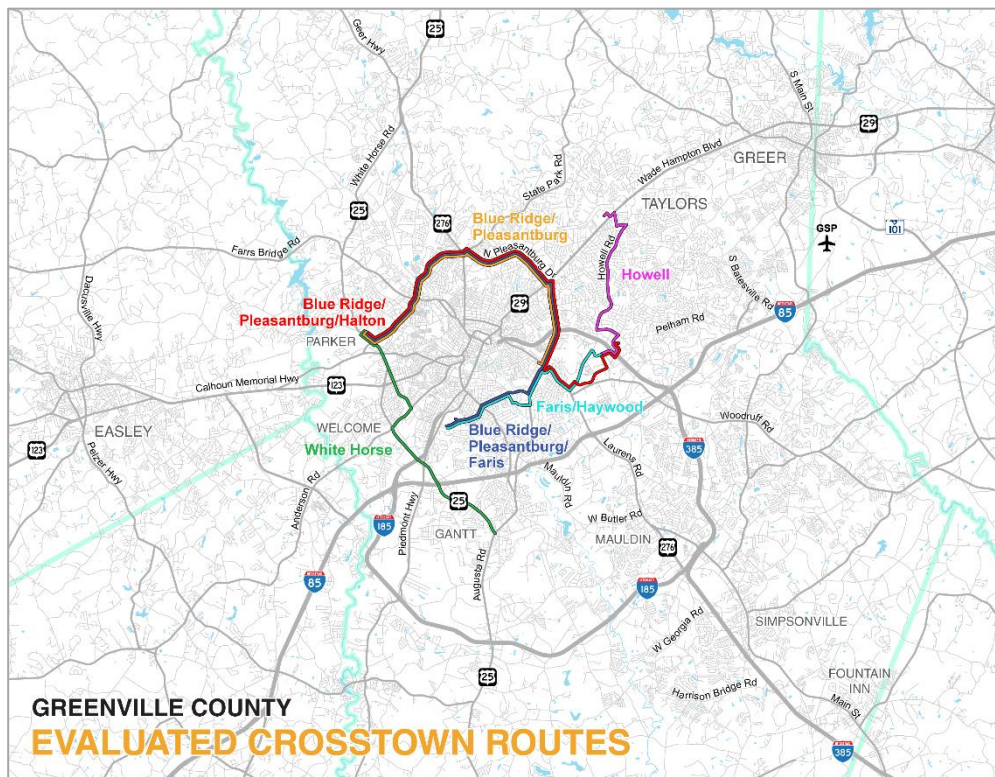 25
Geer Hwy
S Main St
29
GREER
White Horse Rd
Wade Hampton Blvd
State Park Rd
TAYLORS
25
276
Blue Ridge/
Pleasantburg
N Pleasantburg Dr
GSP
101
Farrs Bridge Rd
Howell Rd
Howell
S Batesville Rd
Dacusville Hwy
Blue Ridge/
Pleasantburg/Halton
29
85
Pelham Rd
PARKER
Calhoun Memorial Hwy
123
Faris/Haywood
Woodruff Rd
EASLEY
WELCOME
Blue Ridge/
Pleasantburg/
Faris
123
White Horse
Laurens Rd
385
Pelzer Hwy
Anderson Rd
Mauldin Rd
25
Piedmont Hwy
W Butler Rd
185
GANTT
MAULDIN
276
85
Augusta Rd
185
SIMPSONVILLE
W Georgia Rd
25
Harrison Bridge Rd
FOUNTAIN
INN
Main St
385
GREENVILLE COUNTY
EVALUATED CROSSTOWN ROUTES